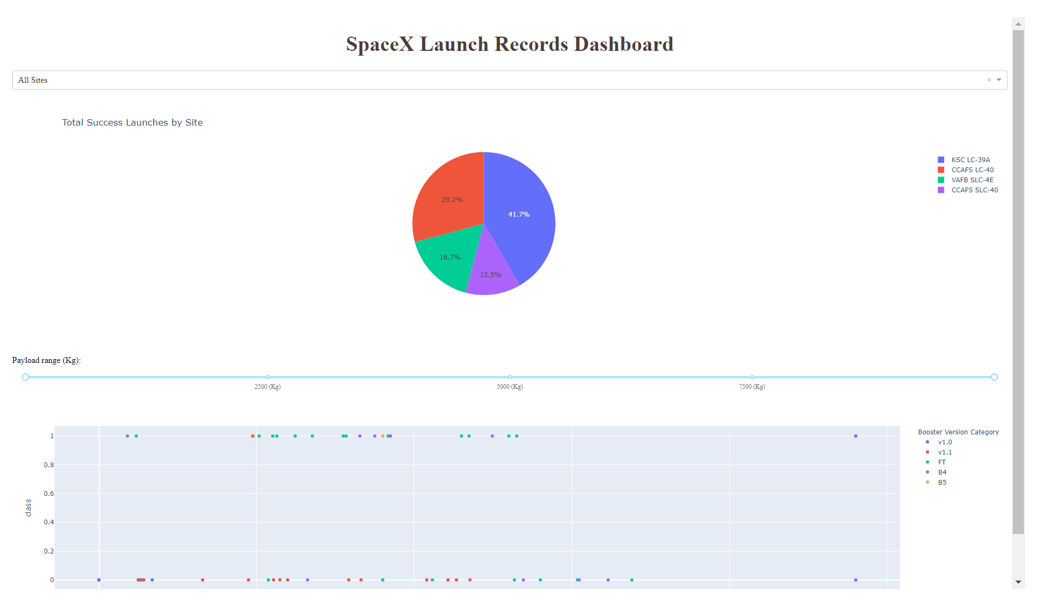 SpaceX Launch Records Dashboard
All Sites
Total Success Launches by Site
KSC LC-39A
CCAFS LC-40
VAFB SLC-4E
CCAFS SLC-40
29.2%
41.7%
16.7%
12.5%
Payload range (Kg):
2500 (Kg)
5000 (Kg)
7500 (Kg)
Booster Version Category
v1.0
v1.1
FT
B4
B5
class
1
0.8
0.6
0.4
0.2
0